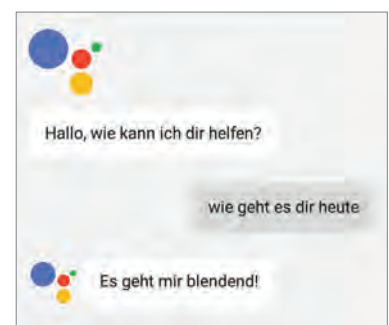 Hallo, wie kann ich dir helfen?
wie geht es dir heute
Es geht mir blendend!